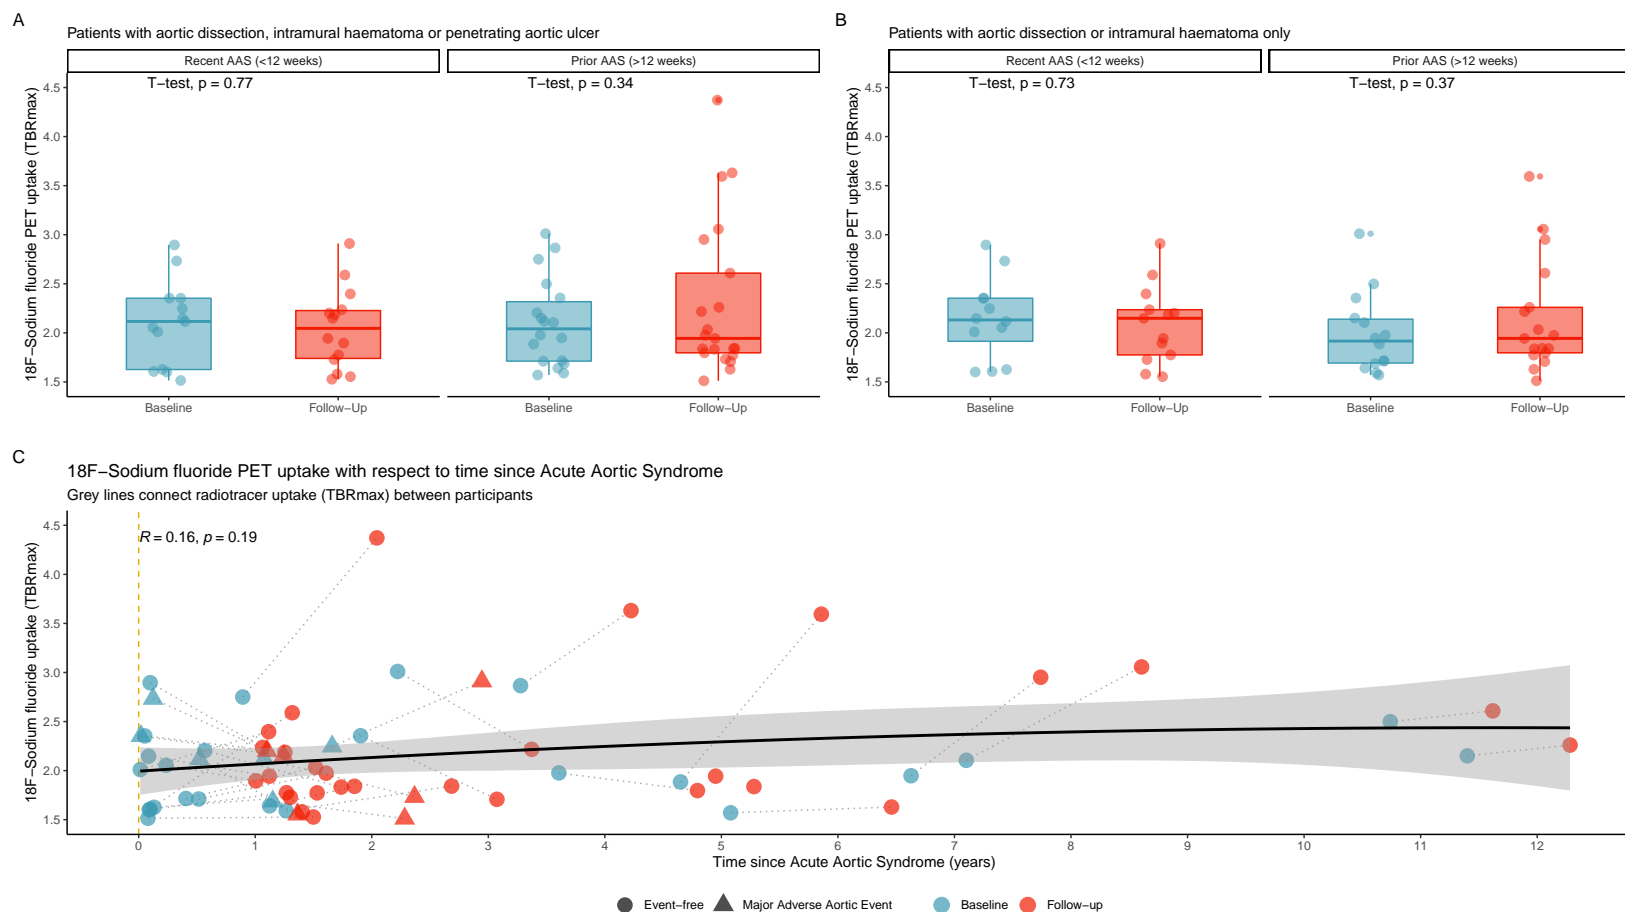 A
Patients with aortic dissection, intramural haematoma or penetrating aortic ulcer
Recent AAS (<12 weeks)
Prior AAS (>12 weeks)
T−test, p = 0.77
T−test, p = 0.34
18F−Sodium fluoride PET uptake (TBRmax)
4.5
4.0
3.5
3.0
2.5
2.0
1.5
Baseline
Follow−Up
Baseline
Follow−Up
B
Patients with aortic dissection or intramural haematoma only
Recent AAS (<12 weeks)
Prior AAS (>12 weeks)
T−test, p = 0.73
T−test, p = 0.37
18F−Sodium fluoride PET uptake (TBRmax)
4.5
4.0
3.5
3.0
2.5
2.0
1.5
Baseline
Follow−Up
Baseline
Follow−Up
C
18F−Sodium fluoride PET uptake with respect to time since Acute Aortic Syndrome
Grey lines connect radiotracer uptake (TBRmax) between participants
R = 0.16, p = 0.19
18F−Sodium fluoride uptake (TBRmax)
4.5
4.0
3.5
3.0
2.5
2.0
1.5
0 1 2 3 4 5 6 7 8 9 10 11 12
Time since Acute Aortic Syndrome (years)
Event−free Major Adverse Aortic Event Baseline Follow−up